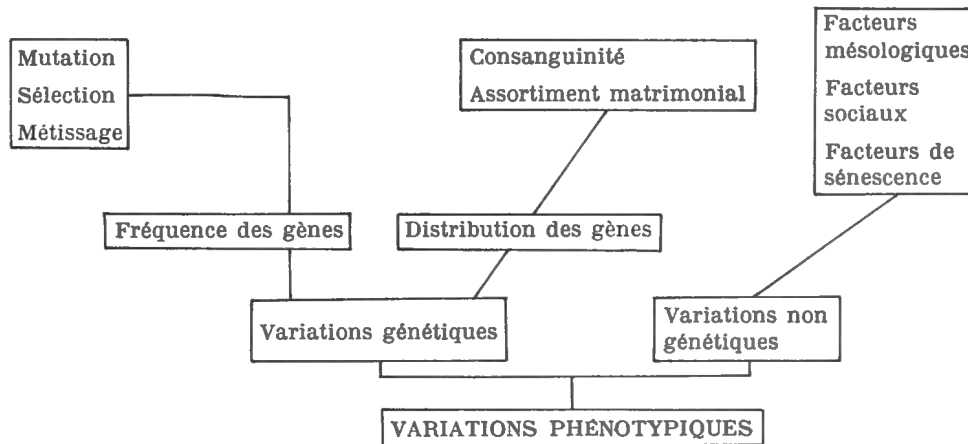 Mutation
Sélection
Métissage
Consanguinité
Assortiment matrimonial
Facteurs
mésologiques
Facteurs
sociaux
Facteurs de
sénescence
Fréquence des gènes
Distribution des gènes
Variations génétiques
Variations non
génétiques
VARIATIONS PHÉNOTYPIQUES